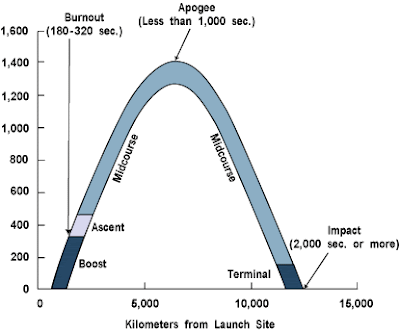 Apogee
(Less than 1,000 sec.)
Burnout
(180-320 sec.)
1,600
1,400
1,200
1,000
800
600
400
200
0
Midcourse
Midcourse
Ascent
Boost
Terminal
Impact
(2,000 sec. or more)
0
5,000
10,000
15,000
Kilometers from Launch Site